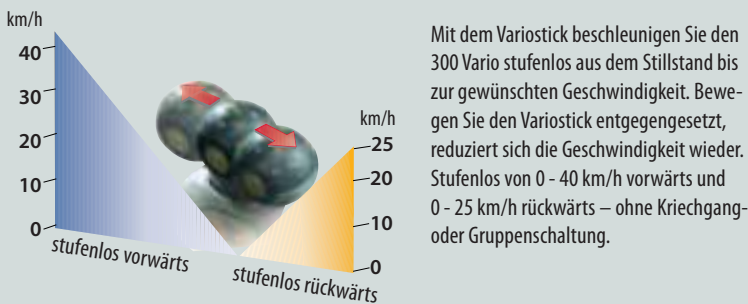 km/h
40
30
20
10
0
stufenlos vorwärts
km/h
25
20
10
0
stufenlos rückwärts
Mit dem Variostick beschleunigen Sie den
300 Vario stufenlos aus dem Stillstand bis
zur gewünschten Geschwindigkeit. Bewe-
gen Sie den Variostick entgegengesetzt,
reduziert sich die Geschwindigkeit wieder.
Stufenlos von 0 - 40 km/h vorwärts und
0 - 25 km/h rückwärts – ohne Kriechgang-
oder Gruppenschaltung.